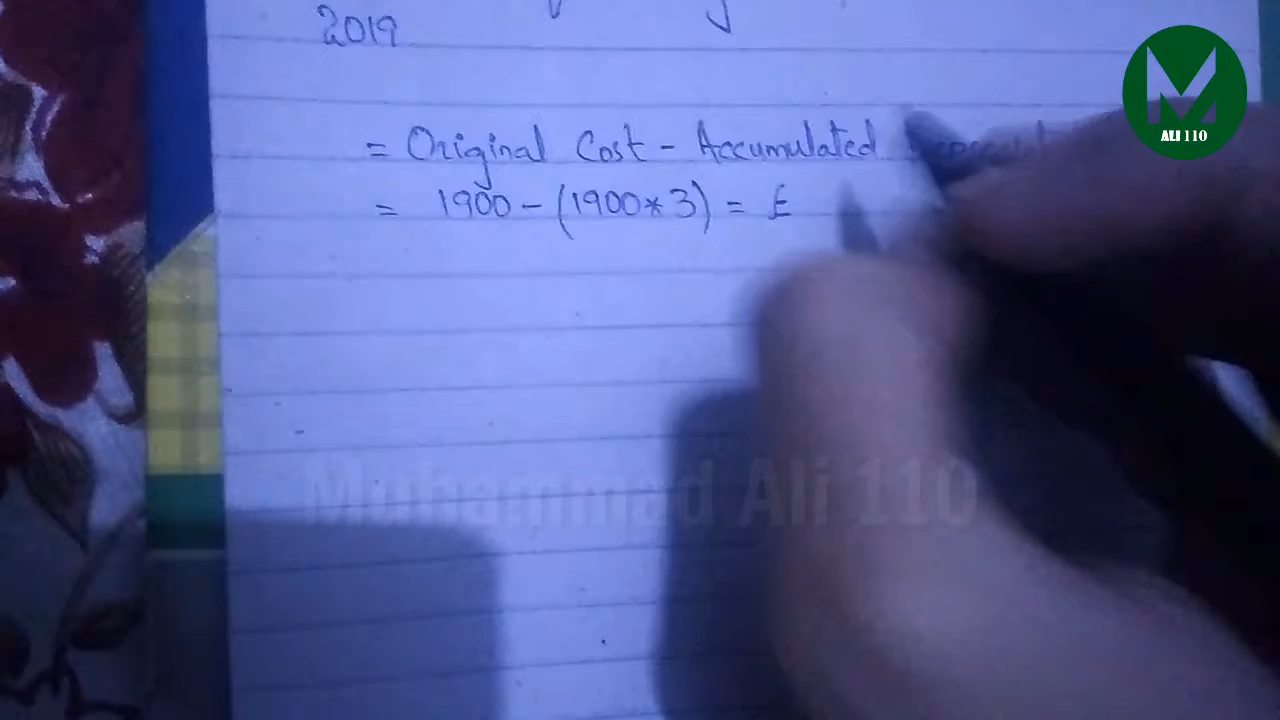 2019
= Original Cost - Accumulated
= 1900 - (1900*3) = £
M
ALI 110
Muhammad Ali 110